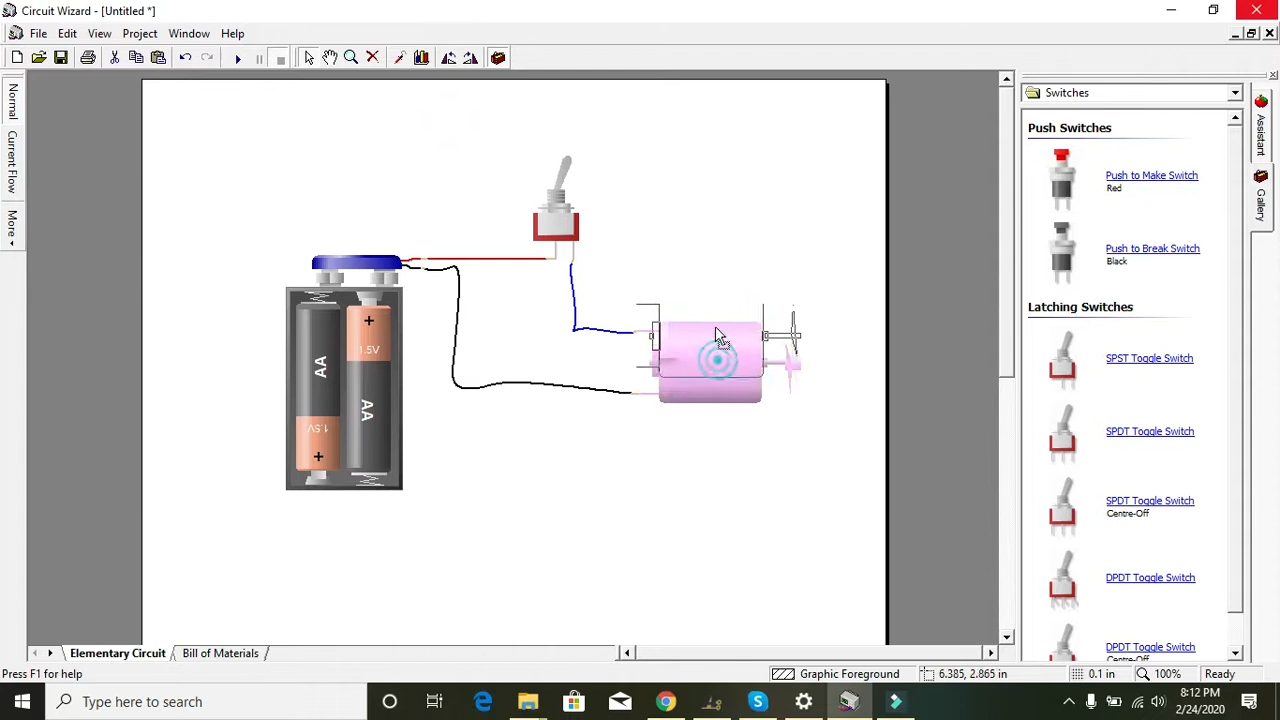 Circuit Wizard - [Untitled *]
File Edit View Project Window Help
Normal
Current Flow
More
AA
1.5V
+
+
1.5V
AA
Switches
Push Switches
Push to Make Switch
Red
Push to Break Switch
Black
Latching Switches
SPST Toggle Switch
SPDT Toggle Switch
SPDT Toggle Switch
Centre-Off
DPDT Toggle Switch
DPDT Toggle Switch
Centre-Off
Assistant
Gallery
Elementary Circuit Bill of Materials
Press F1 for help Graphic Foreground 6.385, 2.865 in 0.1 in 100% Ready
Type here to search
8:12 PM
2/24/2020